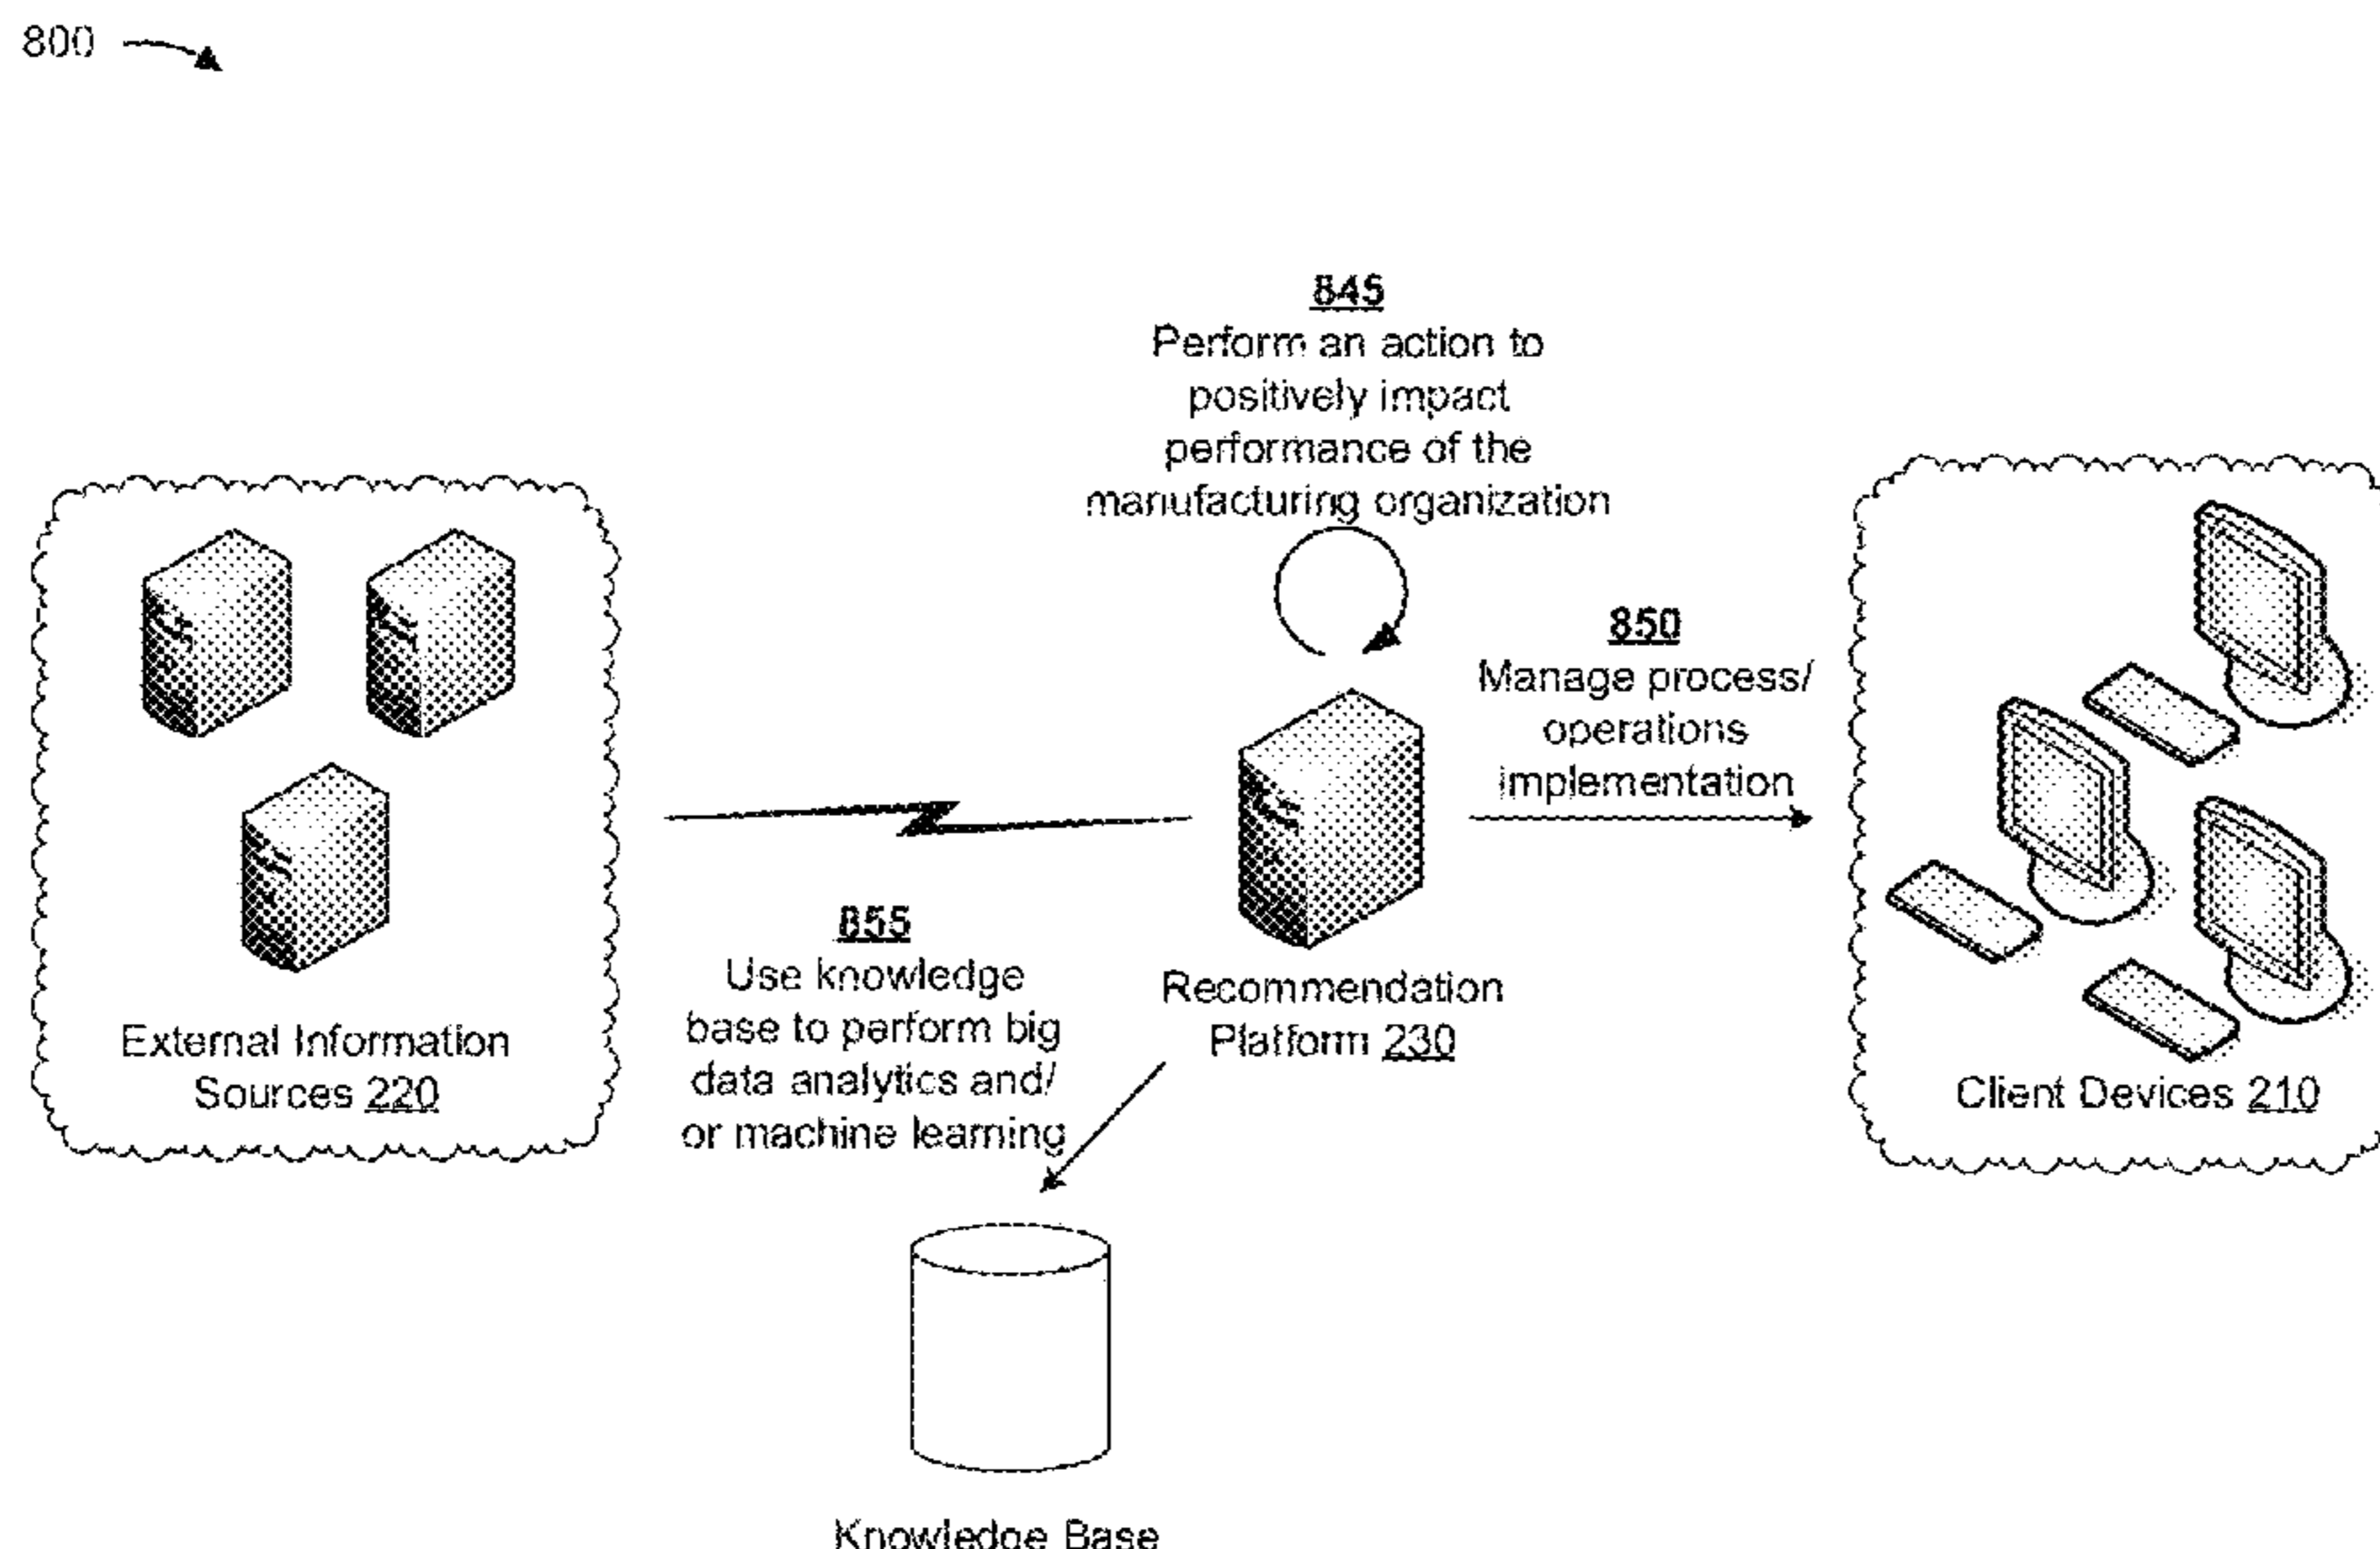 800
845
Perform an action to
positively impact
performance of the
manufacturing organization
850
Manage process/
operations
implementation
855
Use knowledge
base to perform big
data analytics and/
or machine learning
External Information
Sources 220
Recommendation
Platform 230
Client Devices 210
Knowledge Base